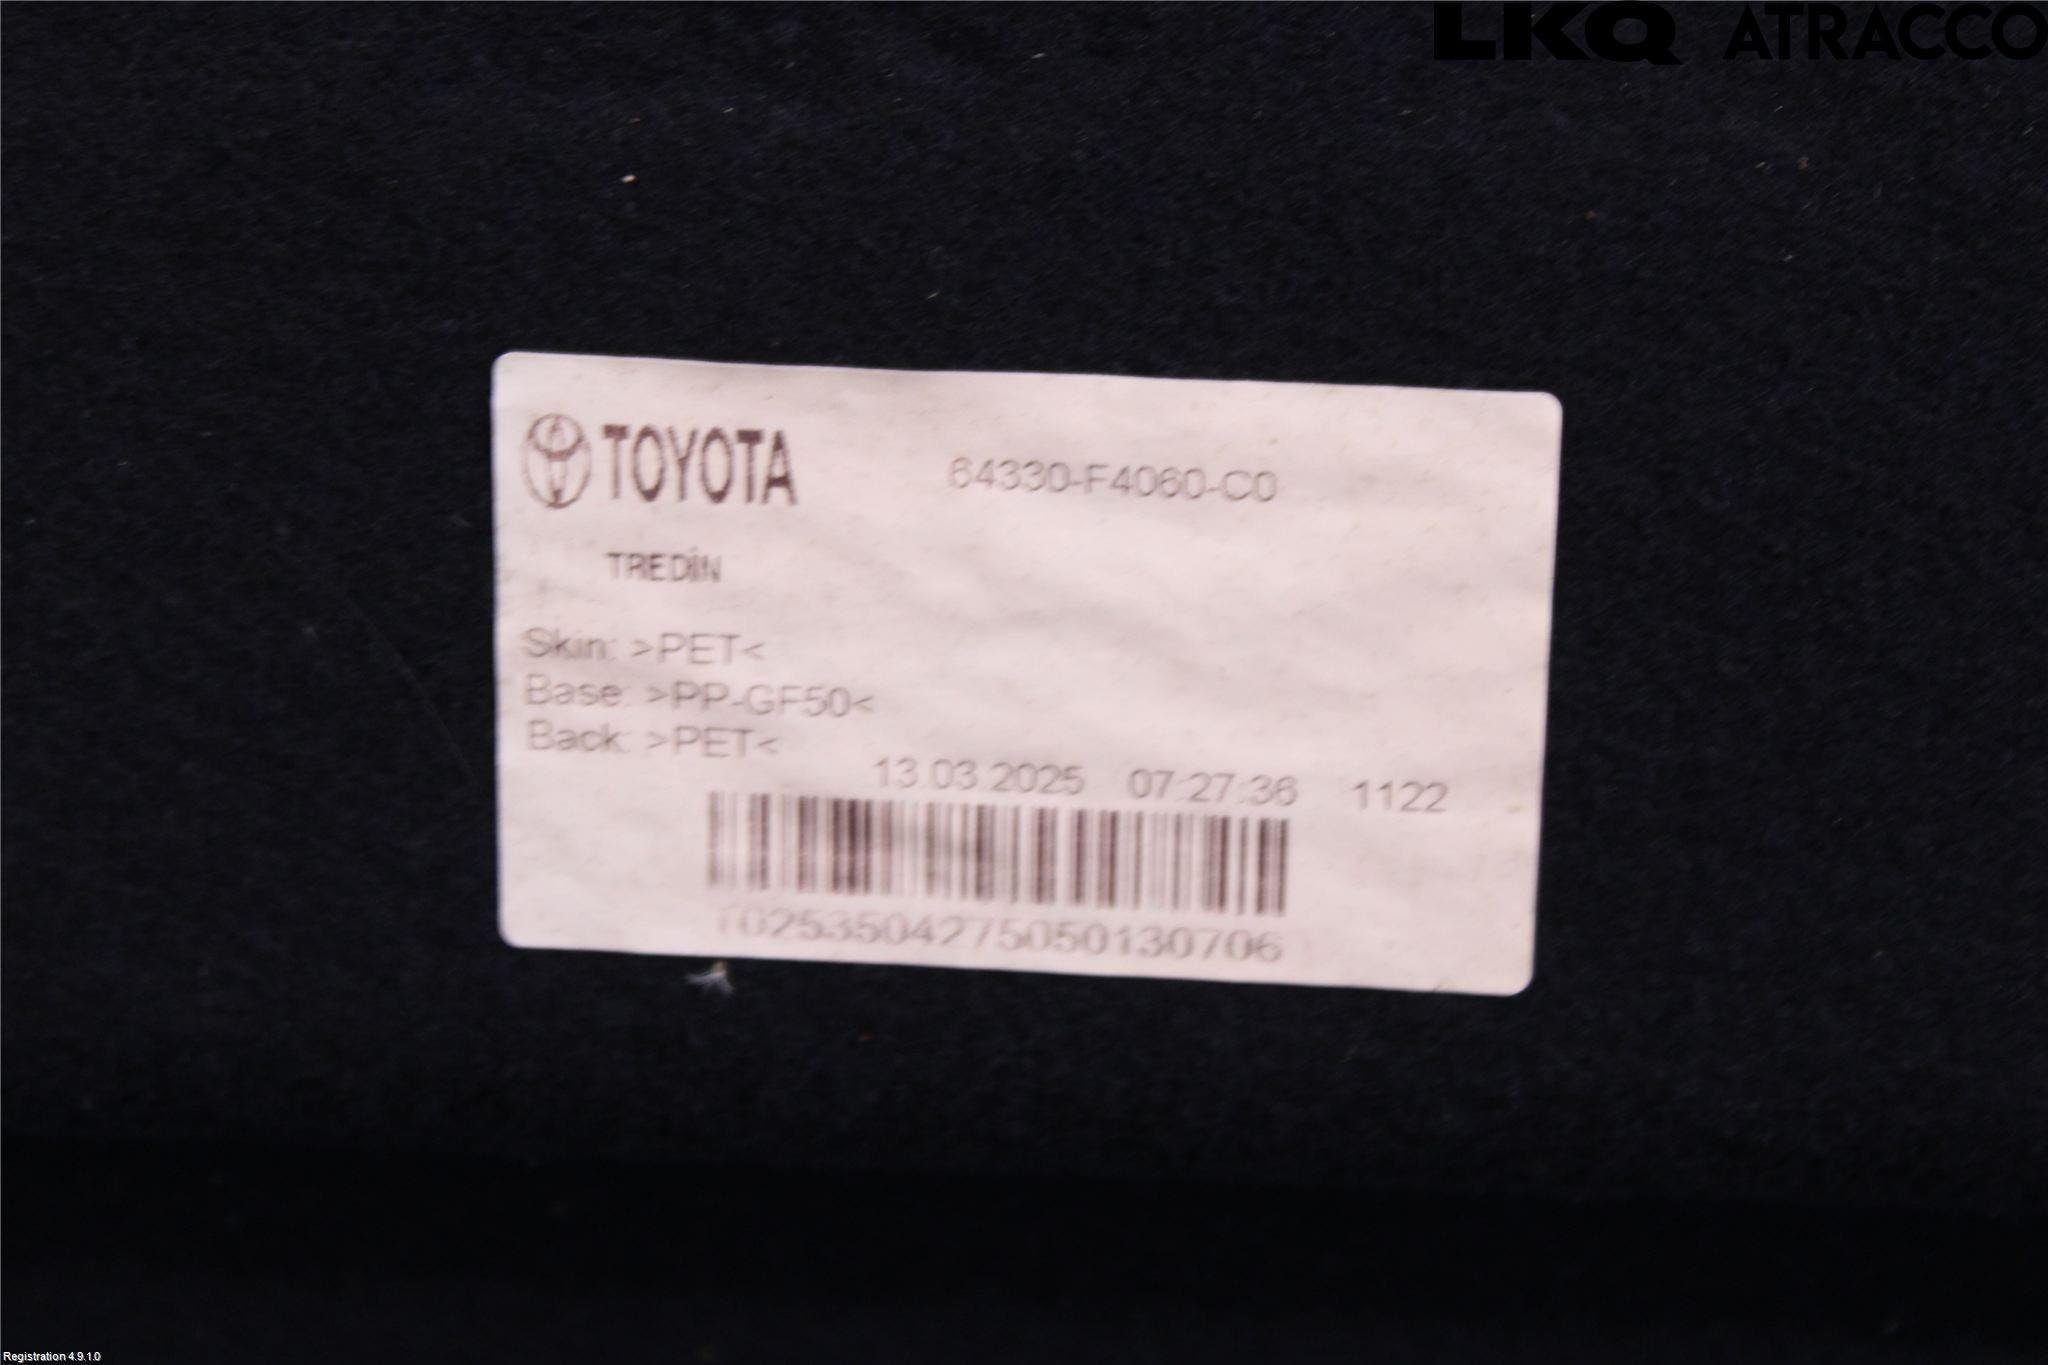 LKQ ATRACCO
TOYOTA 64330-F4060-C0
TREDİN
Skin: >PET<
Base: >PP-GF50<
Back: >PET<
13.03.2025 07:27:36 1122
T0253504275050130706
Registration 4.9.1.0